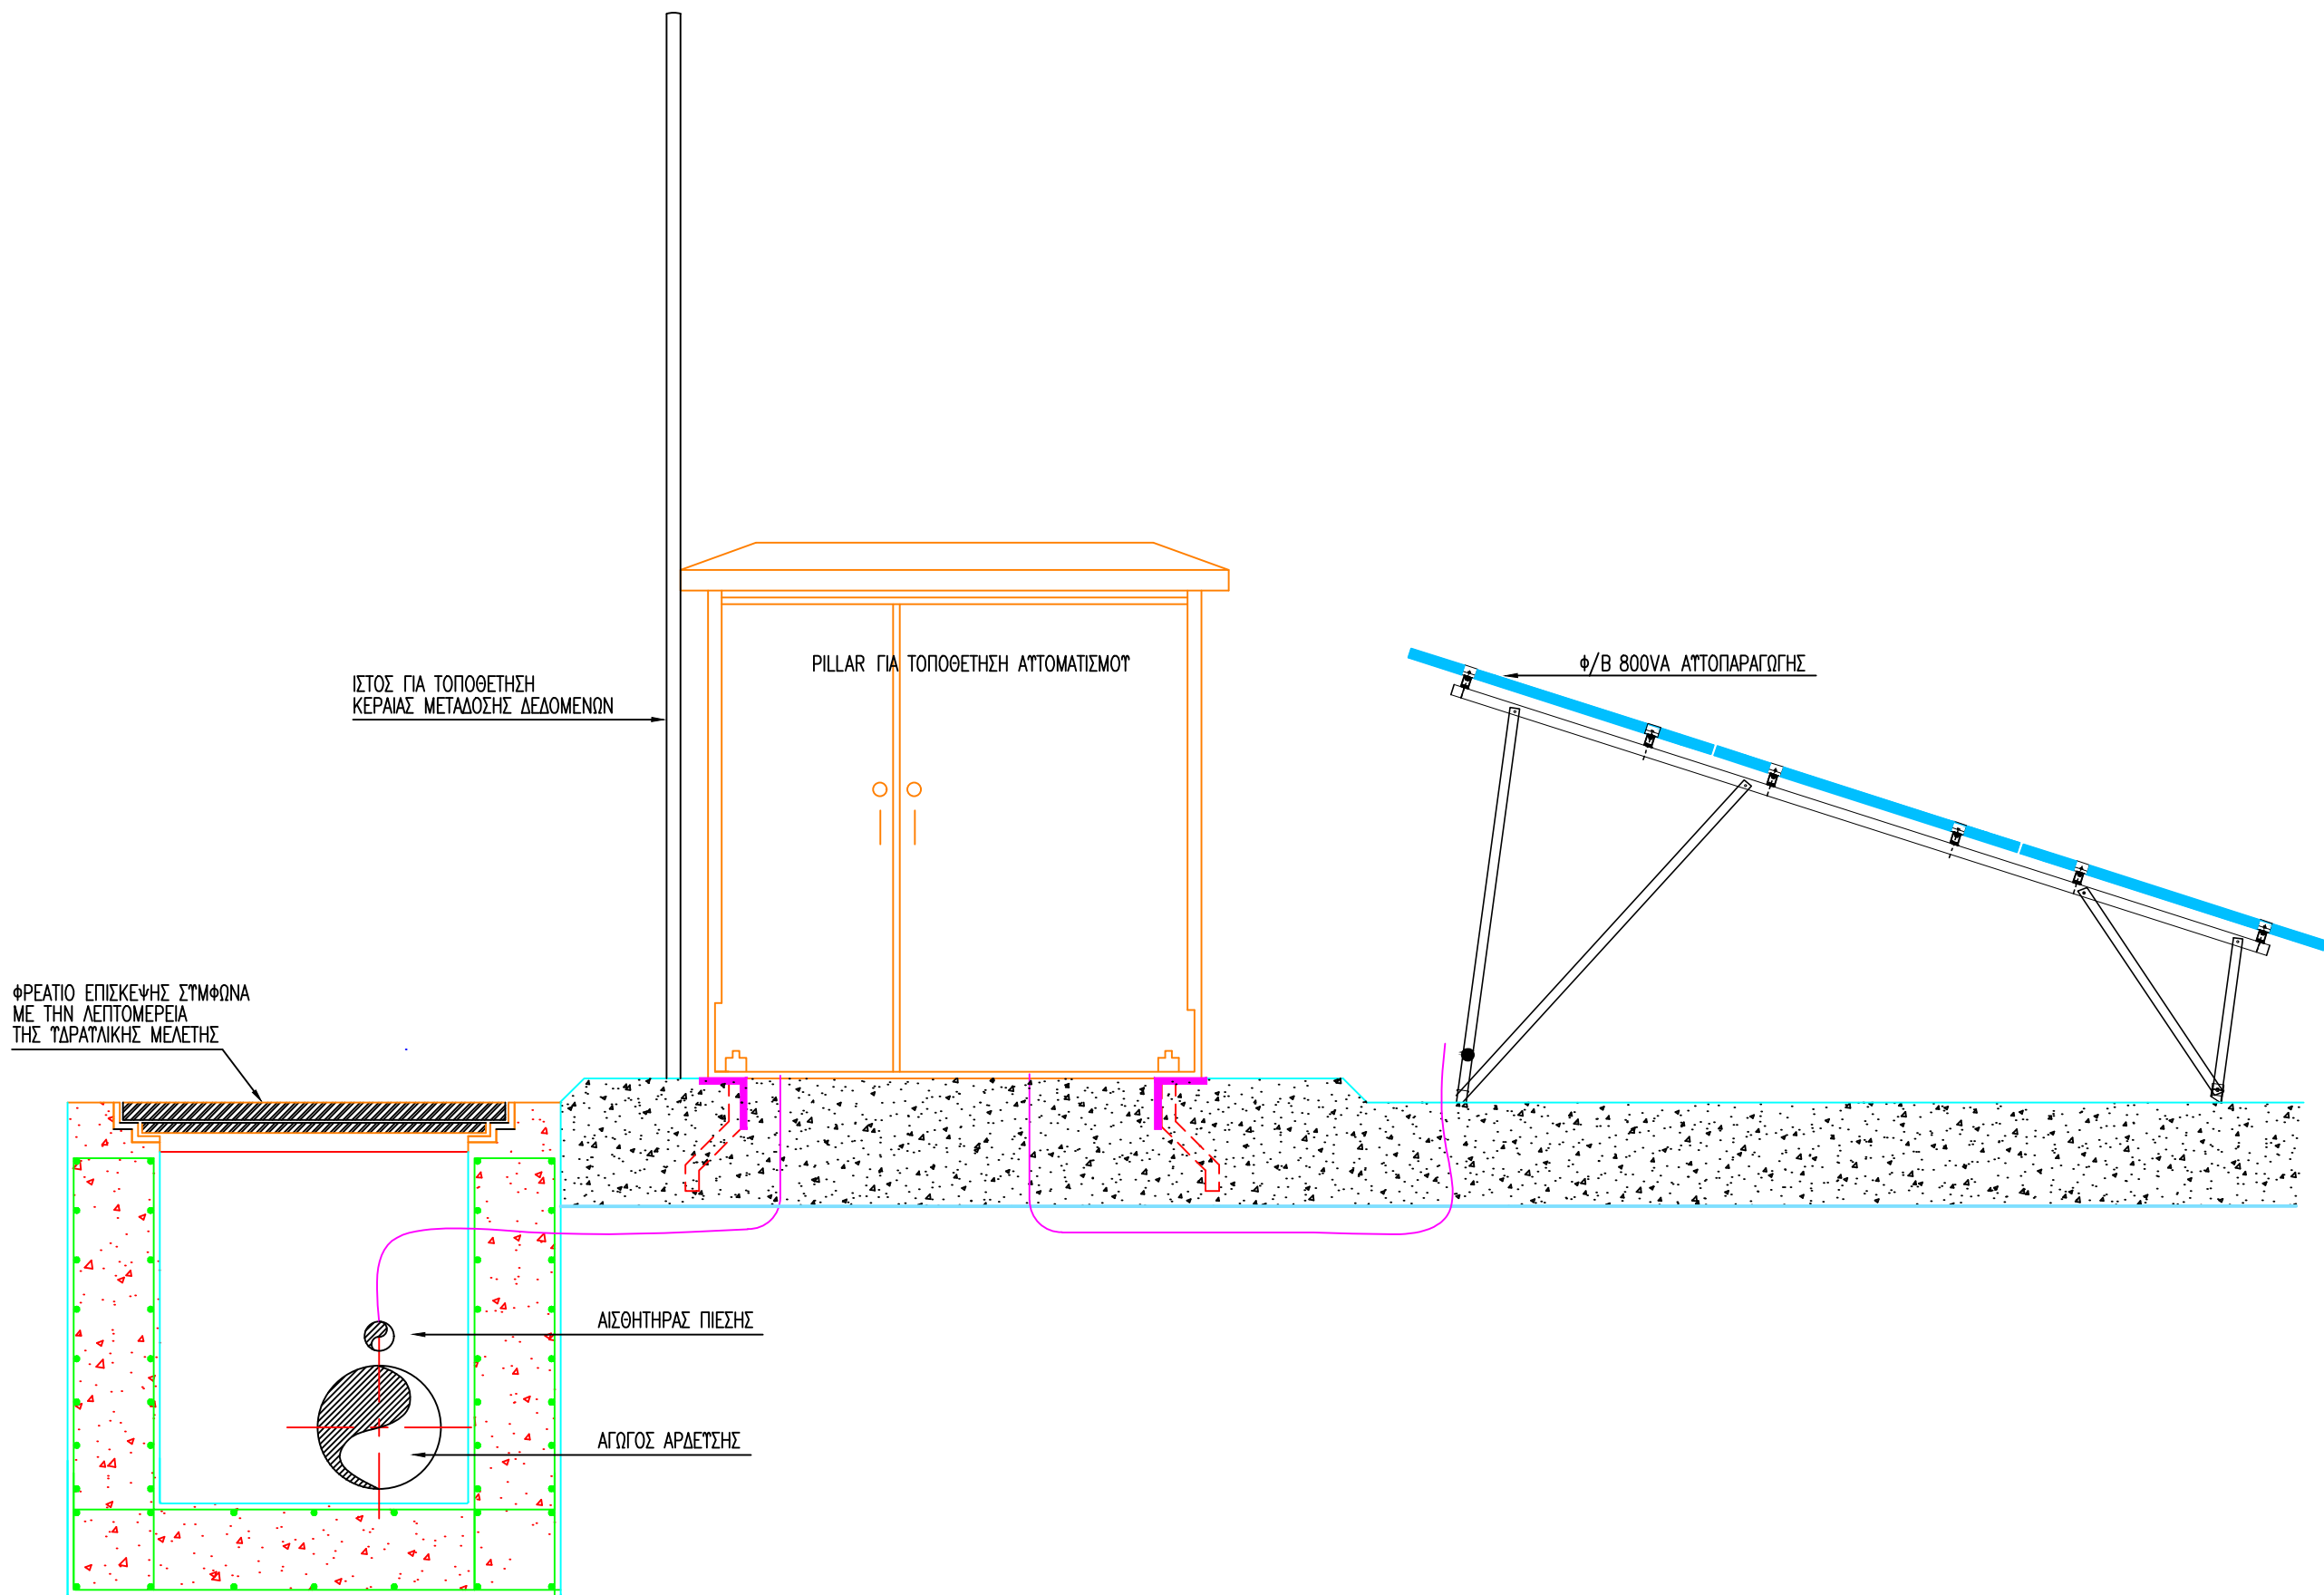 PILLAR ΓΙΑ ΤΟΠΟΘΕΤΗΣΗ ΑΥΤΟΜΑΤΙΣΜΟΥ
Φ/Β 800VA ΑΥΤΟΠΑΡΑΓΩΓΗΣ
ΙΣΤΟΣ ΓΙΑ ΤΟΠΟΘΕΤΗΣΗ
ΚΕΡΑΙΑΣ ΜΕΤΑΔΟΣΗΣ ΔΕΔΟΜΕΝΩΝ
ΦΡΕΑΤΙΟ ΕΠΙΣΚΕΨΗΣ ΣΥΜΦΩΝΑ
ΜΕ ΤΗΝ ΛΕΠΤΟΜΕΡΕΙΑ
ΤΗΣ ΥΔΡΑΥΛΙΚΗΣ ΜΕΛΕΤΗΣ
ΑΙΣΘΗΤΗΡΑΣ ΠΙΕΣΗΣ
ΑΓΩΓΟΣ ΑΡΔΕΥΣΗΣ